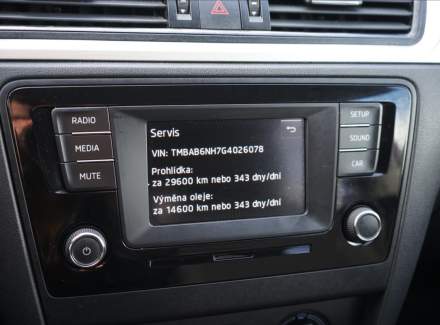 RADIO
MEDIA
MUTE
Servis
VIN: TMBAB6NH7G4026078
Prohlídka:
za 29600 km nebo 343 dny/dní
Výměna oleje:
za 14600 km nebo 343 dny/dní
SETUP
SOUND
CAR